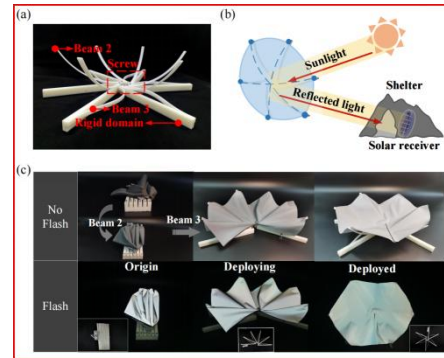 (a)
Beam 2
Screw
Beam 3
Rigid domain
(b)
Sunlight
Reflected light
Shelter
Solar receiver
(c)
No
Flash
Beam 2
Beam 3
Origin
Deploying
Deployed
Flash